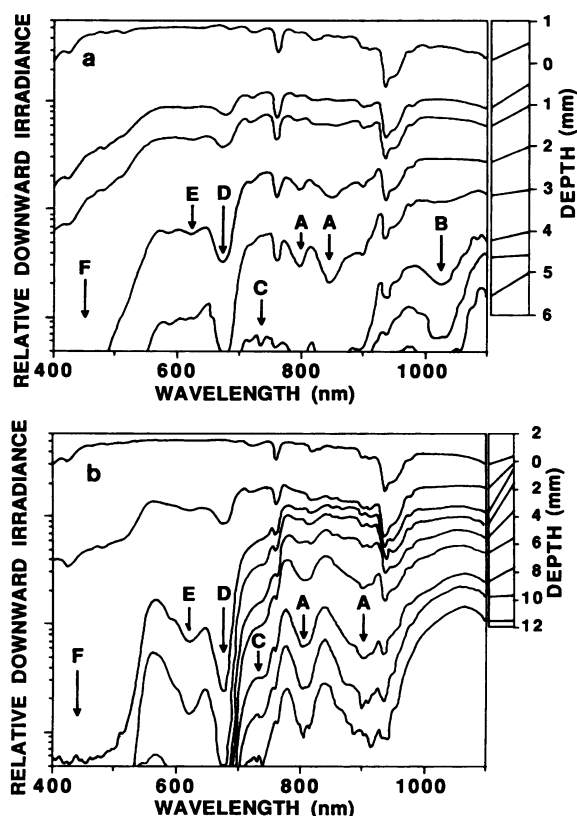 a
RELATIVE DOWNWARD IRRADIANCE
E
D
F
A
A
B
C
400
600
800
1000
WAVELENGTH (nm)
1
0
1
2
3
4
5
6
DEPTH (mm)
b
RELATIVE DOWNWARD IRRADIANCE
E
D
F
A
A
C
400
600
800
1000
WAVELENGTH (nm)
2
0
2
4
6
8
10
12
DEPTH (mm)